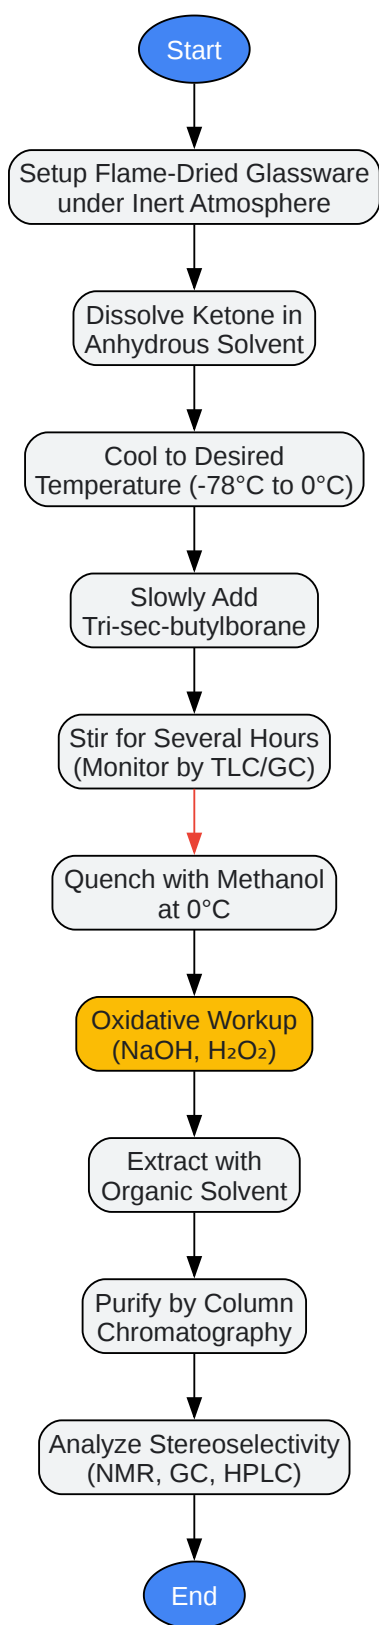 Start
Setup Flame-Dried Glassware
under Inert Atmosphere
Dissolve Ketone in
Anhydrous Solvent
Cool to Desired
Temperature (-78°C to 0°C)
Slowly Add
Tri-sec-butylborane
Stir for Several Hours
(Monitor by TLC/GC)
Quench with Methanol
at 0°C
Oxidative Workup
(NaOH, H₂O₂)
Extract with
Organic Solvent
Purify by Column
Chromatography
Analyze Stereoselectivity
(NMR, GC, HPLC)
End